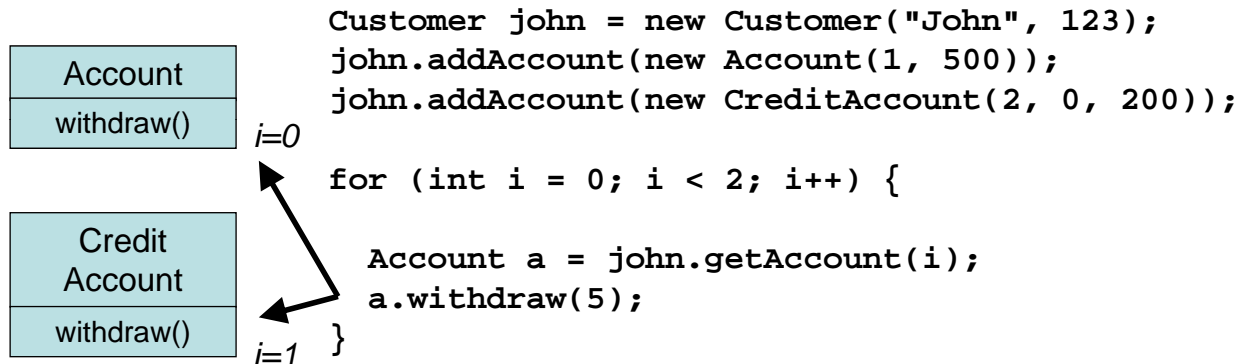 Account
withdraw()
i=0
Credit
Account
withdraw()
i=1
Customer john = new Customer("John", 123);
john.addAccount(new Account(1, 500));
john.addAccount(new CreditAccount(2, 0, 200));
for (int i = 0; i < 2; i++) {
Account a = john.getAccount(i);
a.withdraw(5);
}